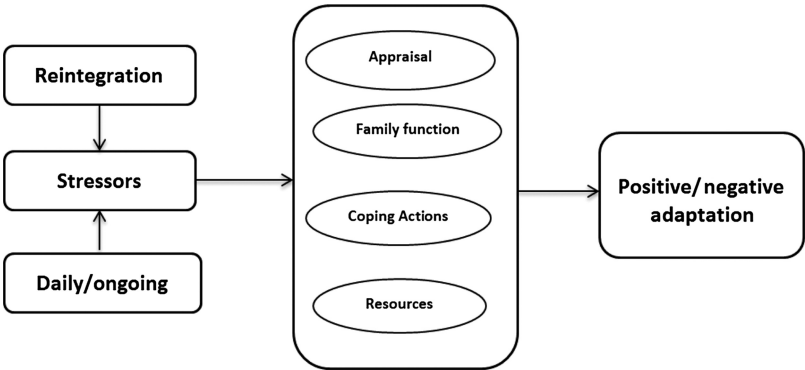 Reintegration
Stressors
Daily/ongoing
Appraisal
Family function
Coping Actions
Resources
Positive/ negative
adaptation